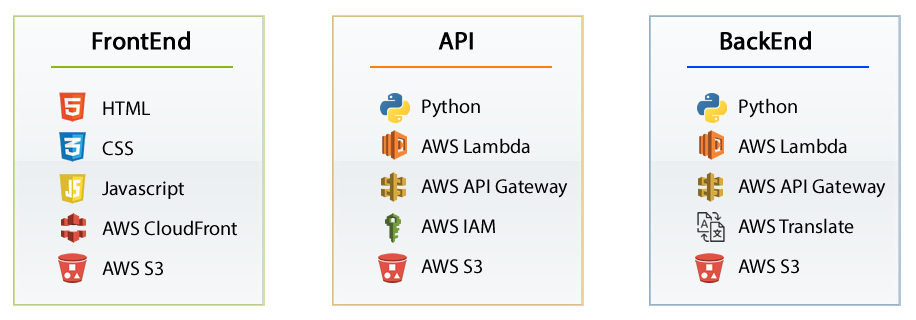 FrontEnd
HTML
CSS
Javascript
AWS CloudFront
AWS S3
API
Python
AWS Lambda
AWS API Gateway
AWS IAM
AWS S3
BackEnd
Python
AWS Lambda
AWS API Gateway
AWS Translate
AWS S3